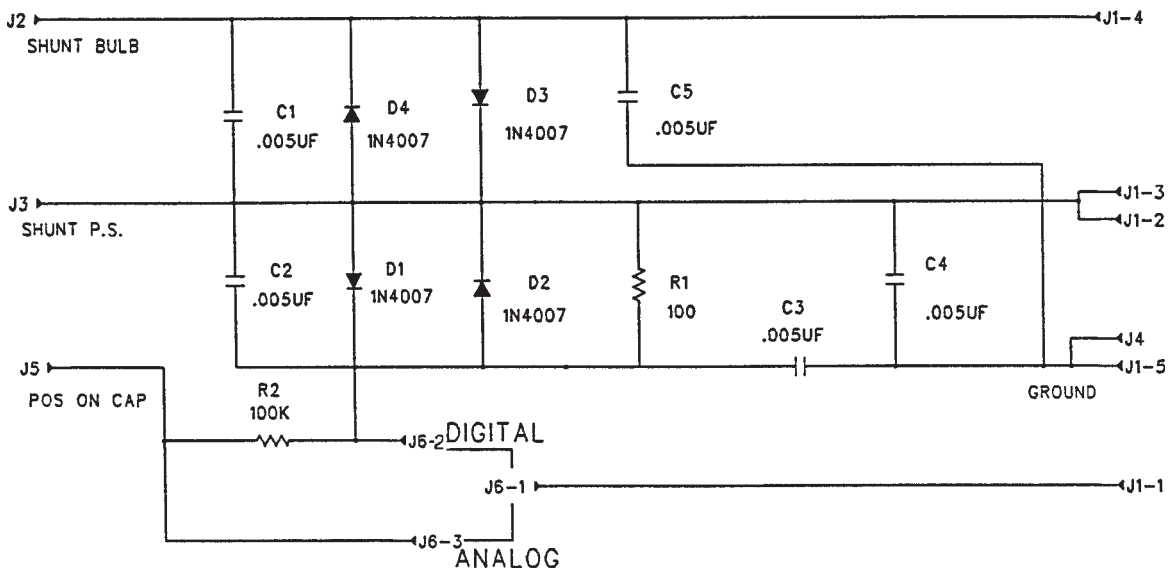 J2
J1-4
SHUNT BULB
C1
.005UF
D4
1N4007
D3
1N4007
C5
.005UF
J3
J1-3
SHUNT P.S.
J1-2
C2
.005UF
D1
1N4007
D2
1N4007
R1
100
C3
.005UF
C4
.005UF
J4
J5
J1-5
POS ON CAP
GROUND
R2
100K
J6-2
DIGITAL
J6-1
J1-1
J6-3
ANALOG